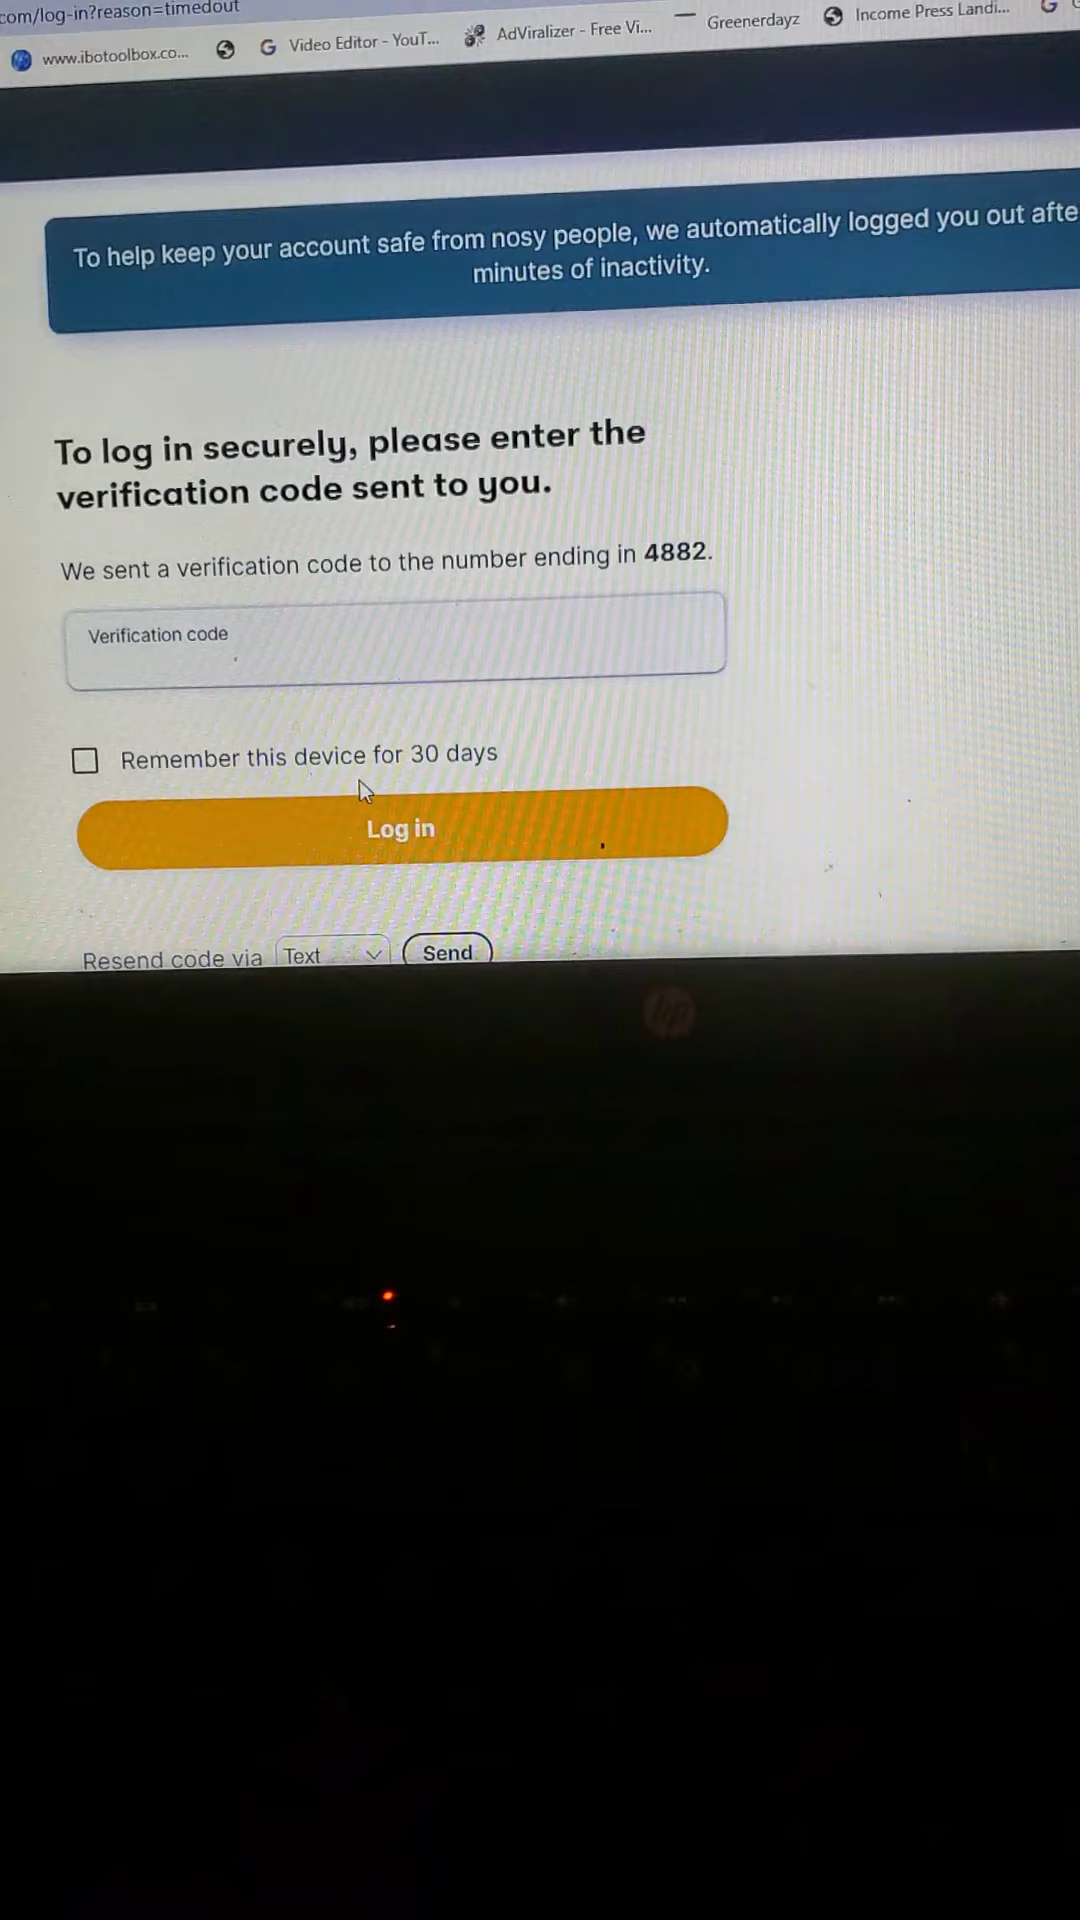 com/log-in?reason=timedout
www.ibotoolbox.co... Video Editor - YouT... AdViralizer - Free Vi... Greenerdayz Income Press Landi...
To help keep your account safe from nosy people, we automatically logged you out afte
minutes of inactivity.
To log in securely, please enter the
verification code sent to you.
We sent a verification code to the number ending in 4882.
Verification code
Remember this device for 30 days
Log in
Resend code via Text Send
hp